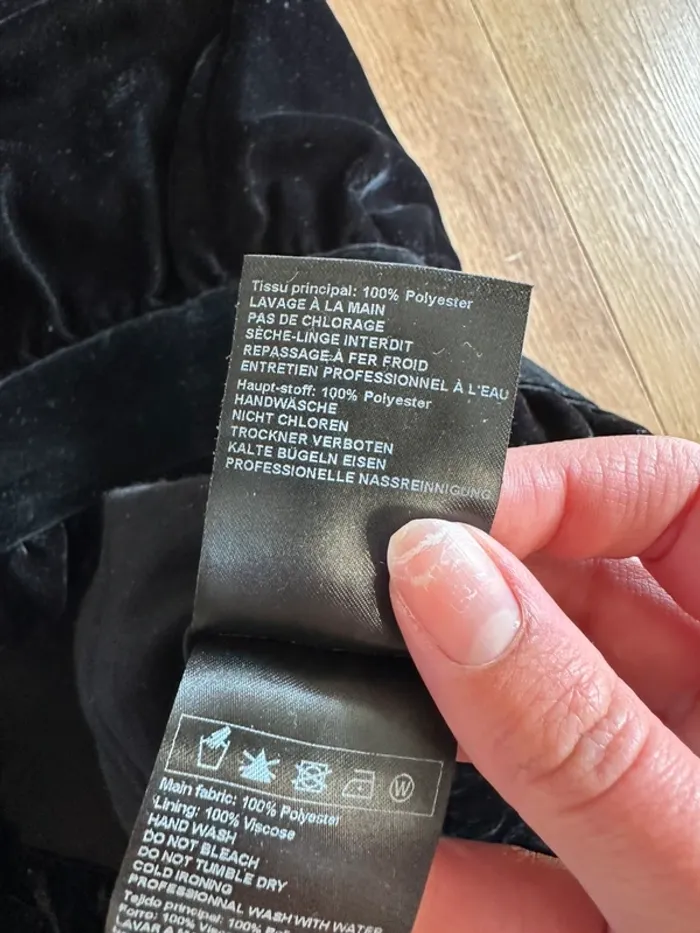 Tissu principal: 100% Polyester
LAVAGE À LA MAIN
PAS DE CHLORAGE
SÈCHE-LINGE INTERDIT
REPASSAGE À FER FROID
ENTRETIEN PROFESSIONNEL À L'EAU
Haupt-stoff: 100% Polyester
HANDWÄSCHE
NICHT CHLOREN
TROCKNER VERBOTEN
KALTE BÜGELN EISEN
PROFESSIONELLE NASSREINNIGUNG
W
Main fabric: 100% Polyester
Lining: 100% Viscose
HAND WASH
DO NOT BLEACH
DO NOT TUMBLE DRY
COLD IRONING
PROFESSIONNAL WASH WITH WATER
Tejido principal: 100%
Forro: 100%
LAVAR A